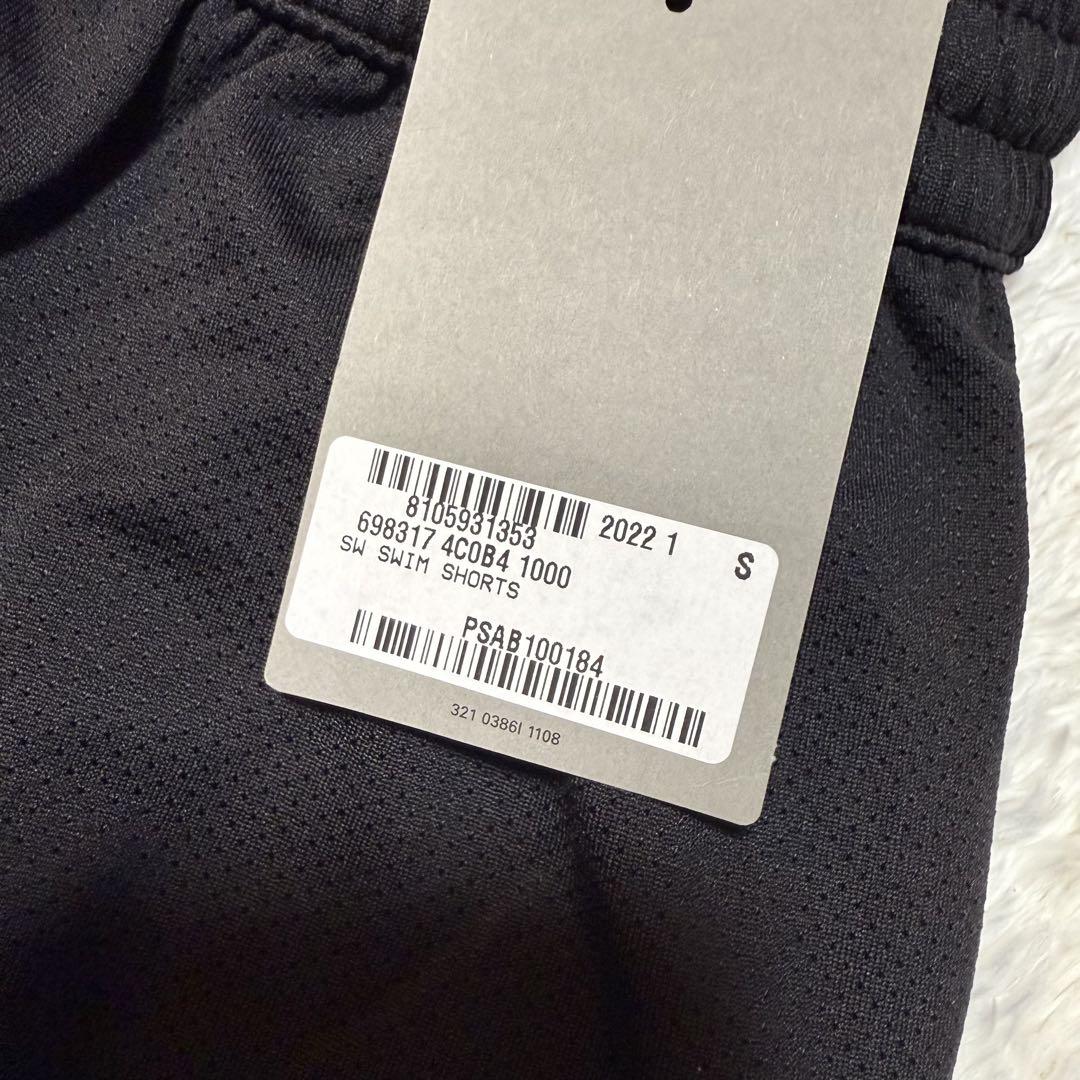 8105931353
2022 1
S
698317 4C0B4 1000
SW SWIM SHORTS
PSAB100184
321 0386I 1108